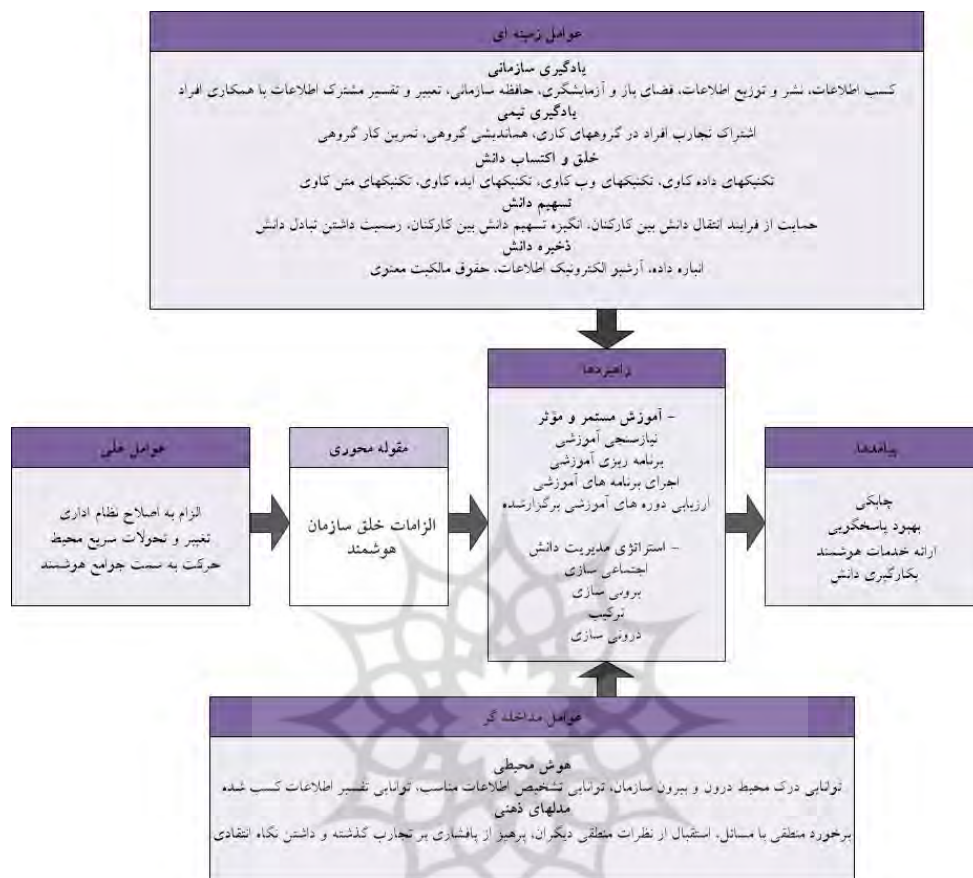 عوامل زمینه ای
یادگیری سازمانی
کسب اطلاعات، نشر و توزیع اطلاعات، فضای باز و آزمایشگری، حافظه سازمانی، تعبیر و تفسیر مشترک اطلاعات با همکاری افراد
یادگیری تیمی
اشتراک تجارب افراد در گروههای کاری، هماندیشی گروهی، تمرین کار گروهی
خلق و اکتساب دانش
تکنیکهای داده کاوی، تکنیکهای وب کاوی، تکنیکهای ایده کاوی، تکنیکهای متن کاوی
تسهیم دانش
حمایت از فرایند انتقال دانش بین کارکنان، انگیزه تسهیم دانش بین کارکنان، رسمیت داشتن تبادل دانش
ذخیره دانش
انباره داده، آرشیو الکترونیک اطلاعات، حقوق مالکیت معنوی
عوامل علّی
الزام به اصلاح نظام اداری
تغییر و تحولات سریع محیط
حرکت به سمت جوامع هوشمند
مقوله محوری
الزامات خلق سازمان
هوشمند
راهبردها
- آموزش مستمر و مؤثر
نیازسنجی آموزشی
برنامه ریزی آموزشی
اجرای برنامه های آموزشی
ارزیابی دوره های آموزشی برگزارشده
- استراتژی مدیریت دانش
اجتماعی سازی
برونی سازی
ترکیب
درونی سازی
پیامدها
چابکی
بهبود پاسخگویی
ارائه خدمات هوشمند
بکارگیری دانش
عوامل مداخله گر
هوش محیطی
توانایی درک محیط درون و بیرون سازمان، توانایی تشخیص اطلاعات مناسب، توانایی تفسیر اطلاعات کسب شده
مدلهای ذهنی
برخورد منطقی با مسائل، استقبال از نظرات منطقی دیگران، پرهیز از پافشاری بر تجارب گذشته و داشتن نگاه انتقادی